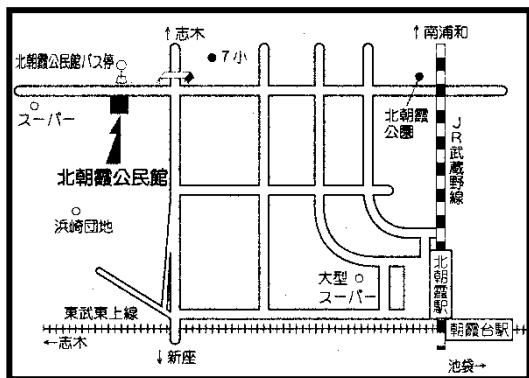 ↑志木
●7小
↑南浦和
北朝霞公民館バス停
スーパー
北朝霞
公園
JR武蔵野線
北朝霞公民館
浜崎団地
大型
スーパー
北朝霞駅
東武東上線
朝霞台駅
←志木
↓新座
池袋→